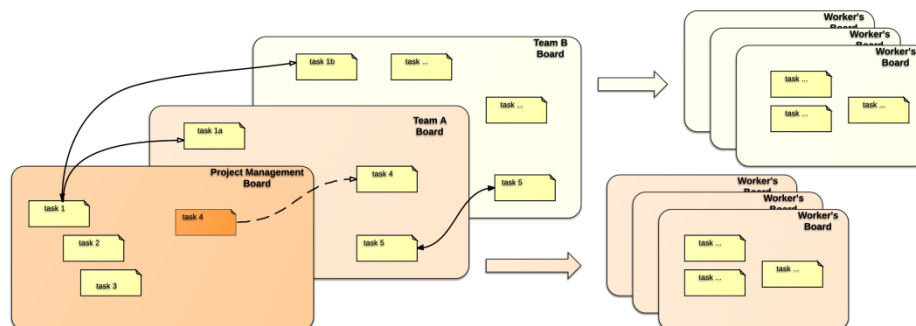 Team B
Board
task 1b
task ...
task ...
task 5
Team A
Board
task 1a
task 4
task 5
Project Management
Board
task 1
task 4
task 2
task 3
Worker's
Board
Worker's
Board
Worker's
Board
task ...
task ...
task ...
Worker's
Board
Worker's
Board
Worker's
Board
task ...
task ...
task ...